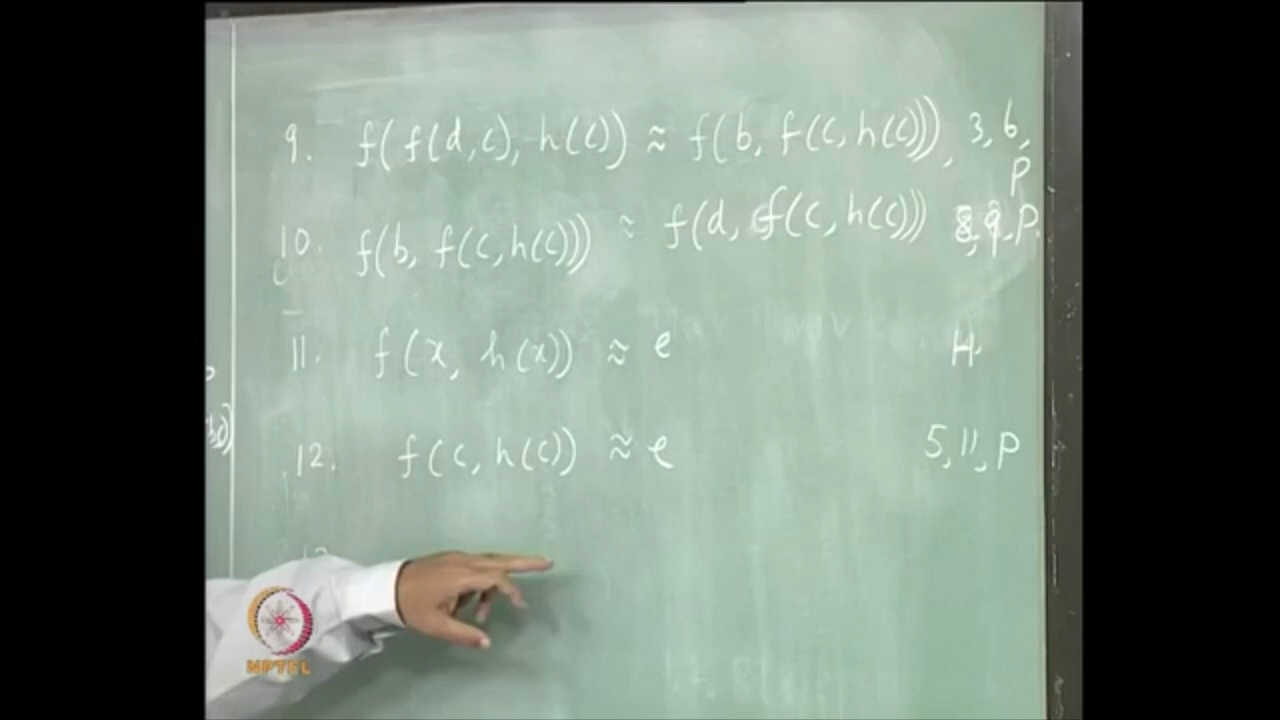 9. f(f(d,c), h(c)) ≈ f(b, f(c,h(c))), 3, 6, P
10. f(b, f(c,h(c))) ≈ f(d, f(c, h(c))) 8, 9, P.
11. f(x, h(x)) ≈ e H.
12. f(c, h(c)) ≈ e 5, 11, P
NPTEL